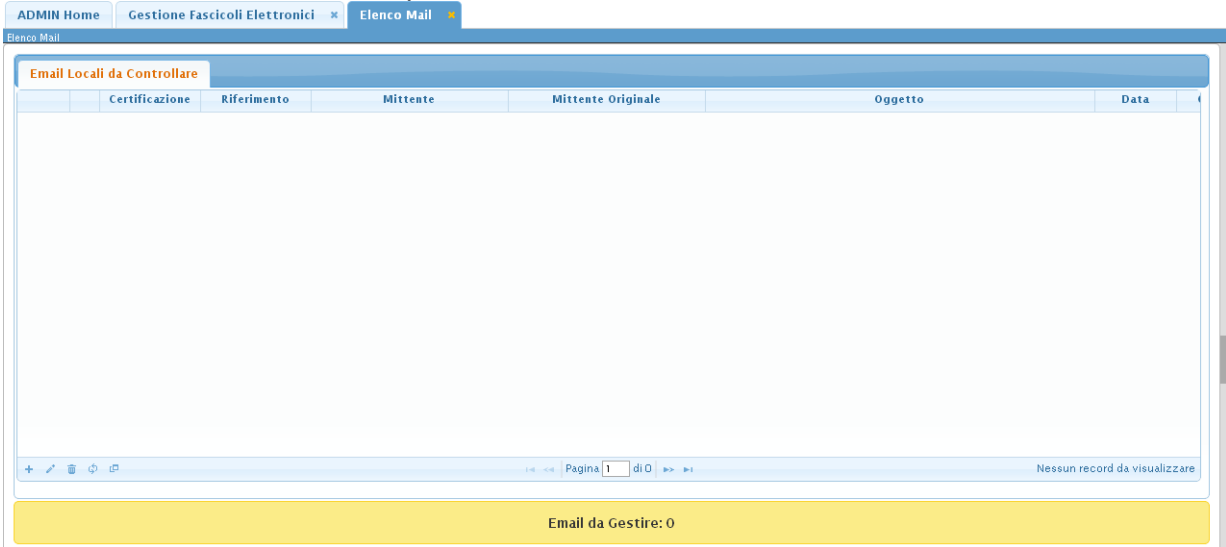 ADMIN Home Gestione Fascicoli Elettronici Elenco Mail
Elenco Mail
Email Locali da Controllare
Certificazione Riferimento Mittente Mittente Originale Oggetto Data
Pagina 1 di 0 Nessun record da visualizzare
Email da Gestire: 0